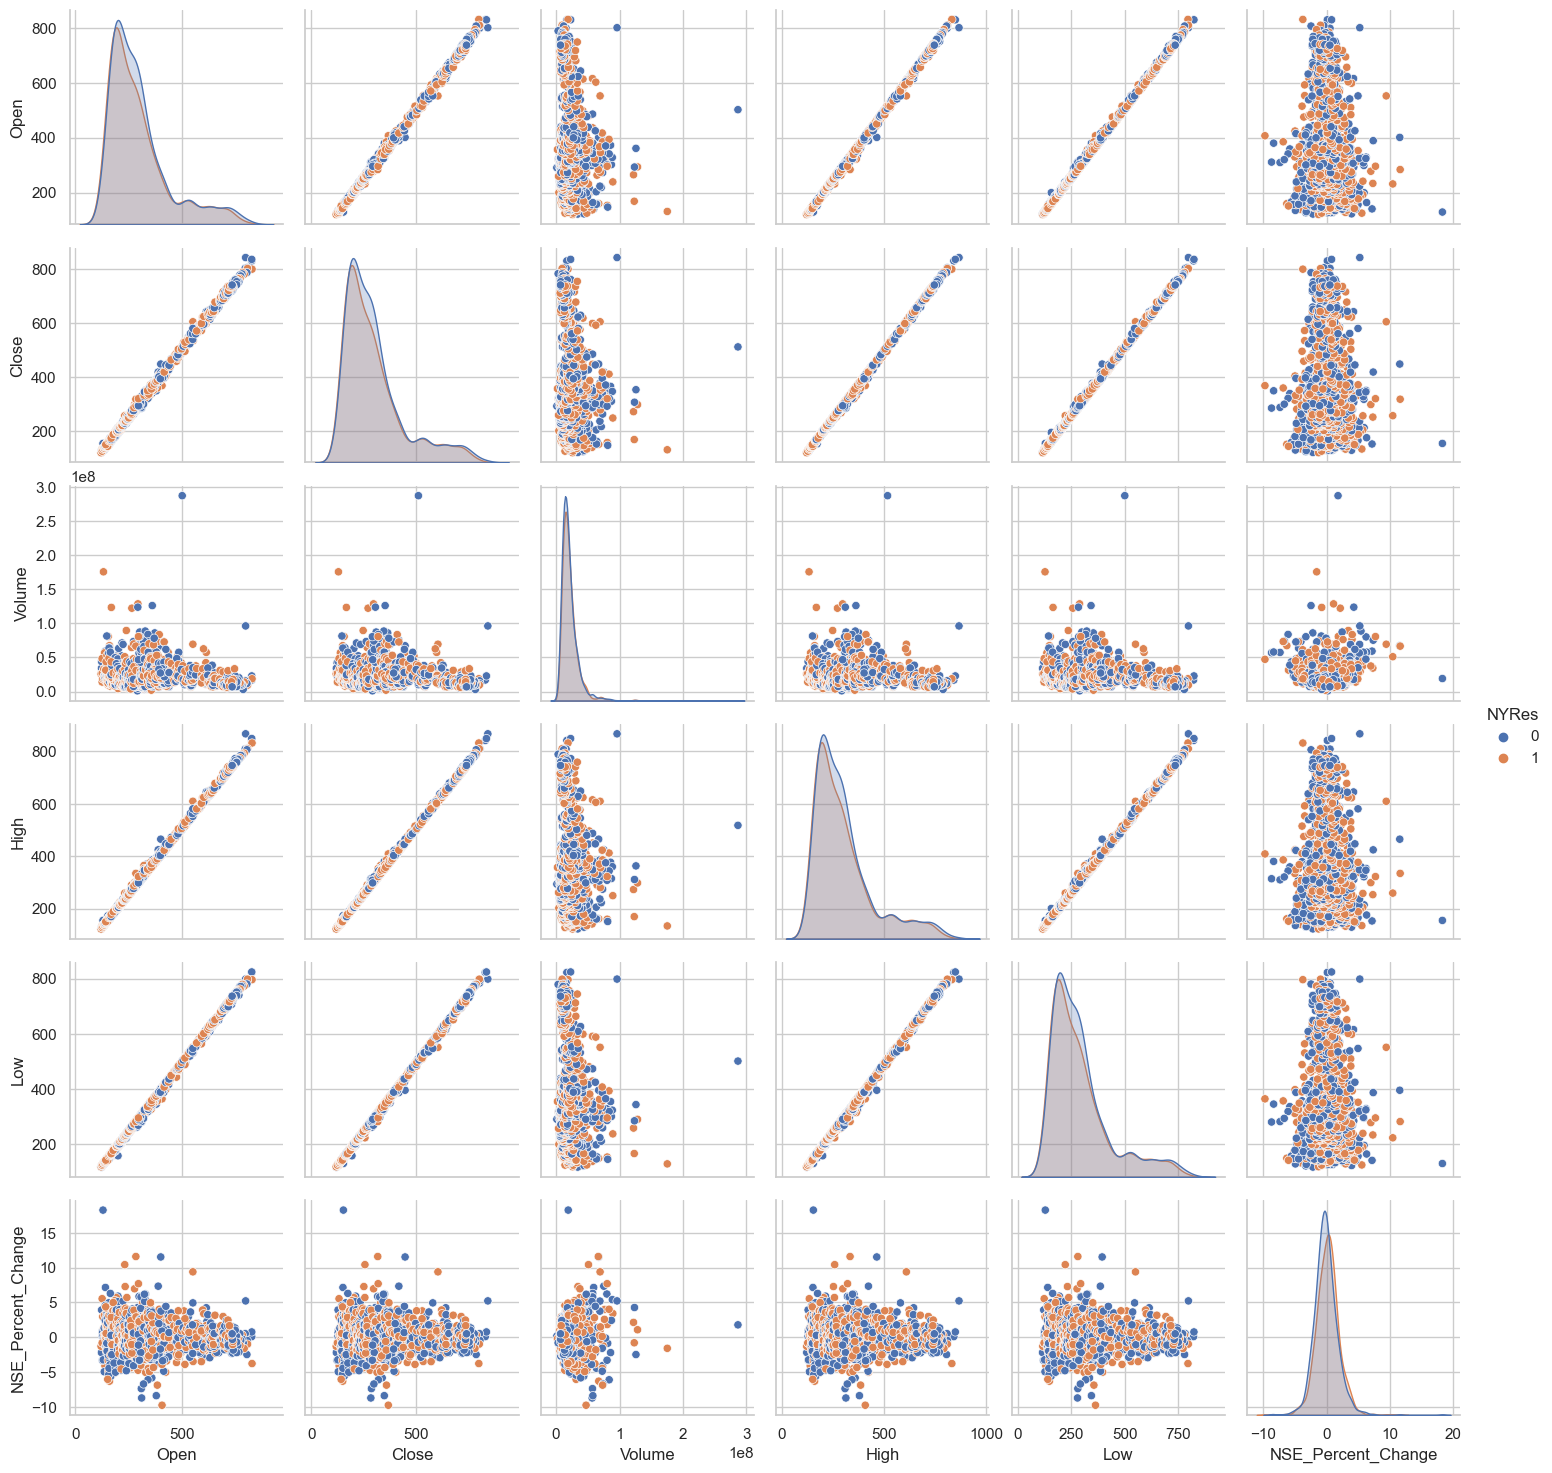 800
600
400
200
Open
800
600
400
200
Close
1e8
3.0
2.5
2.0
1.5
1.0
0.5
0.0
Volume
800
600
400
200
High
NYRes
0
1
800
600
400
200
Low
15
10
5
0
−5
−10
NSE_Percent_Change
0 500
Open
0 500
Close
0 1 2 3
1e8
Volume
0 500 1000
High
0 250 500 750
Low
−10 0 10 20
NSE_Percent_Change